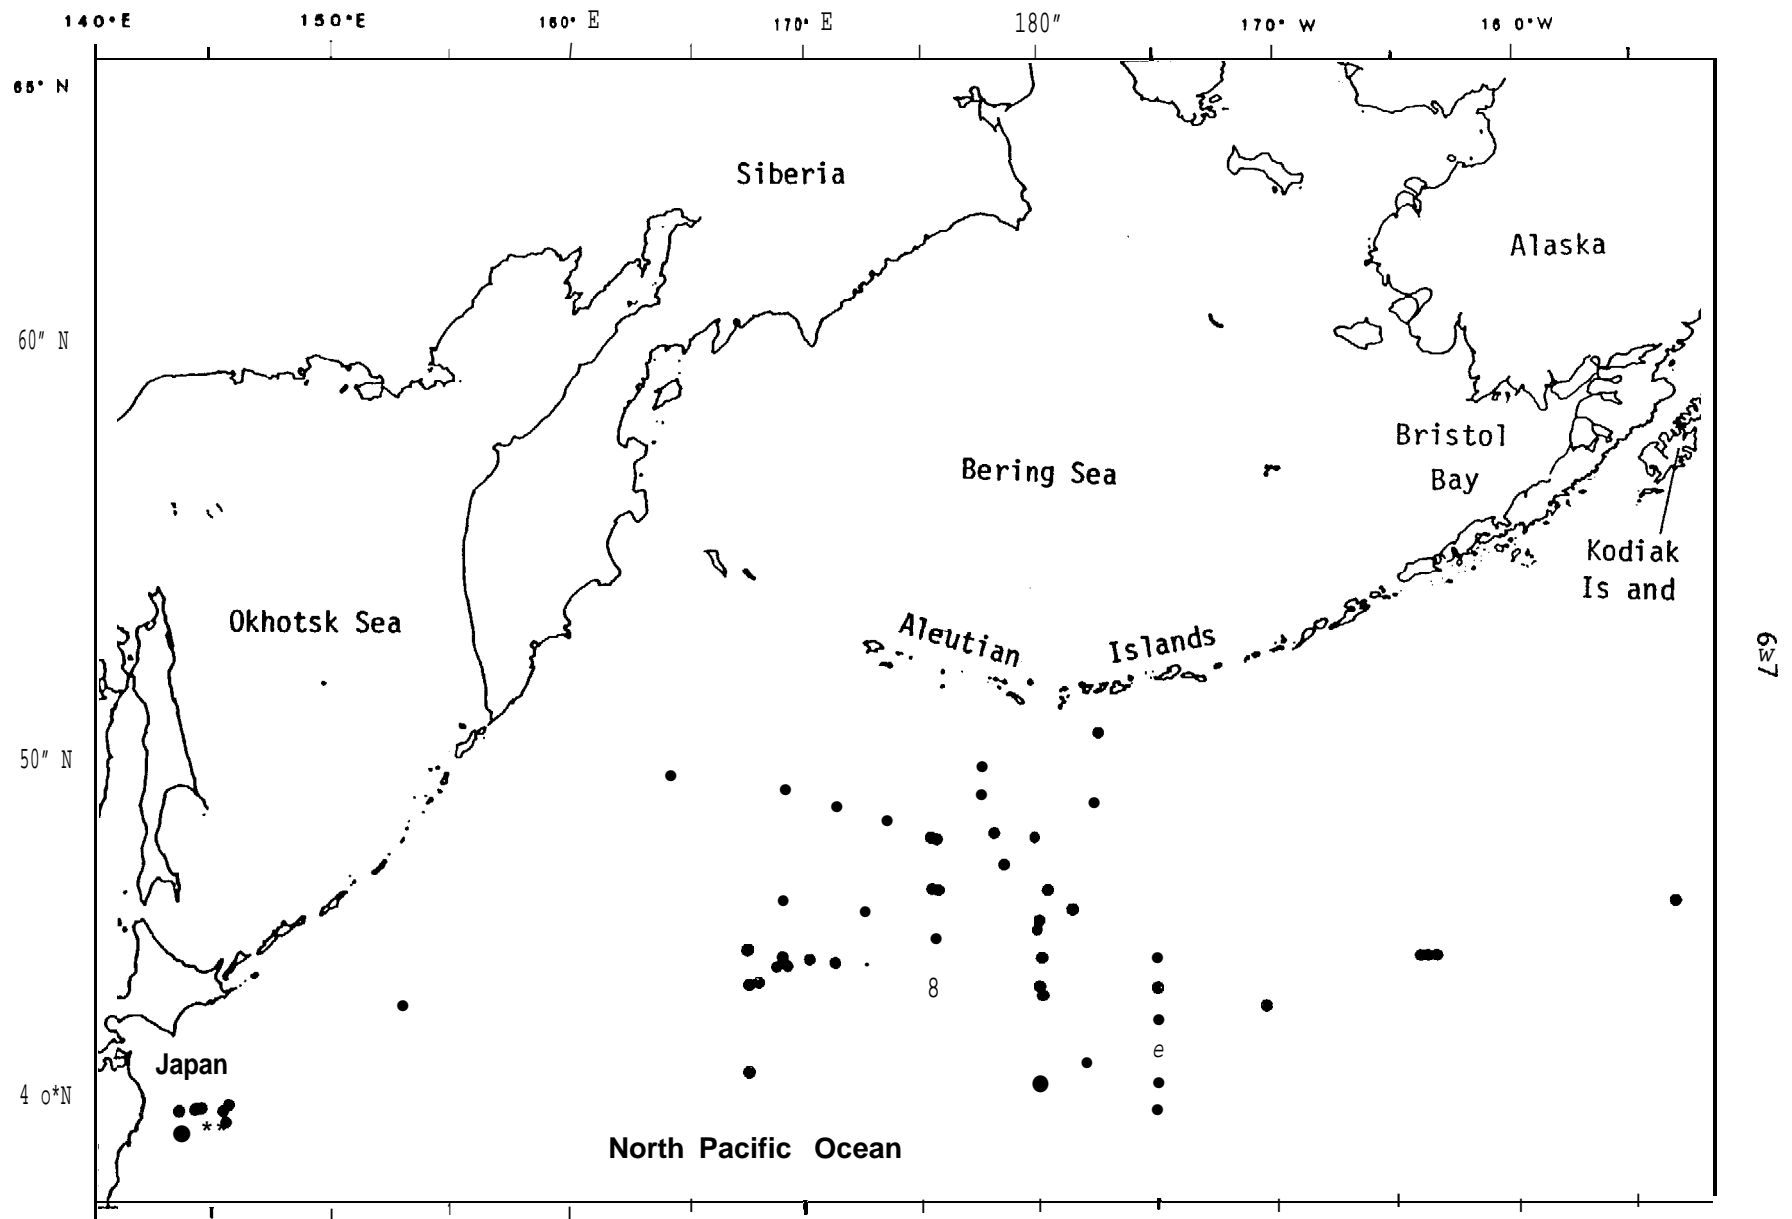 140°E 150°E 160° E 170° E 180" 170° W 16 0°W
65° N
Siberia
Alaska
60" N
Bristol
Bay
Bering Sea
Kodiak
Is and
Okhotsk Sea
Aleutian Islands
50" N
8
e
Japan
4 o*N
**
North Pacific Ocean